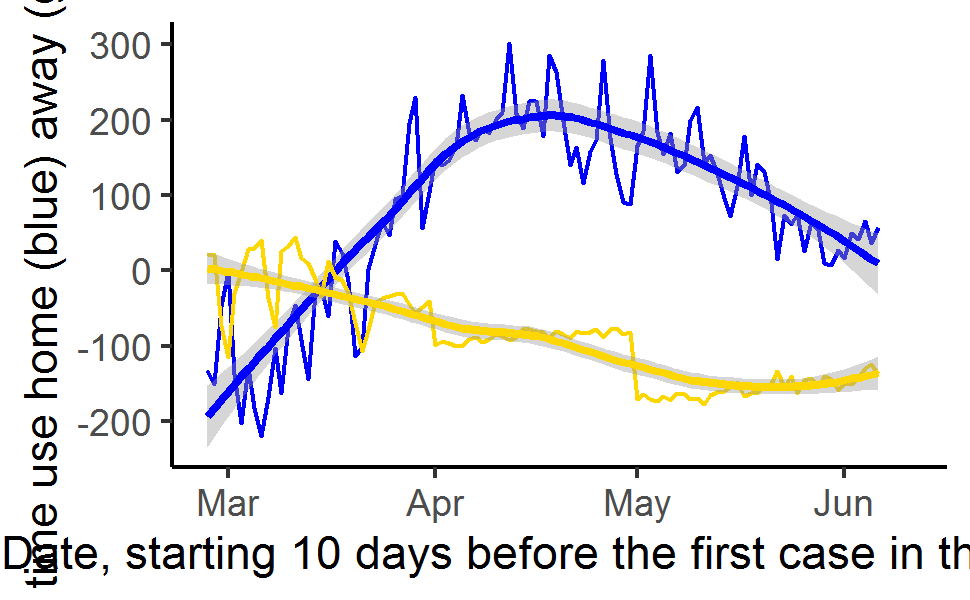 time use home (blue) away (
300
200
100
0
-100
-200
Mar Apr May Jun
Date, starting 10 days before the first case in th